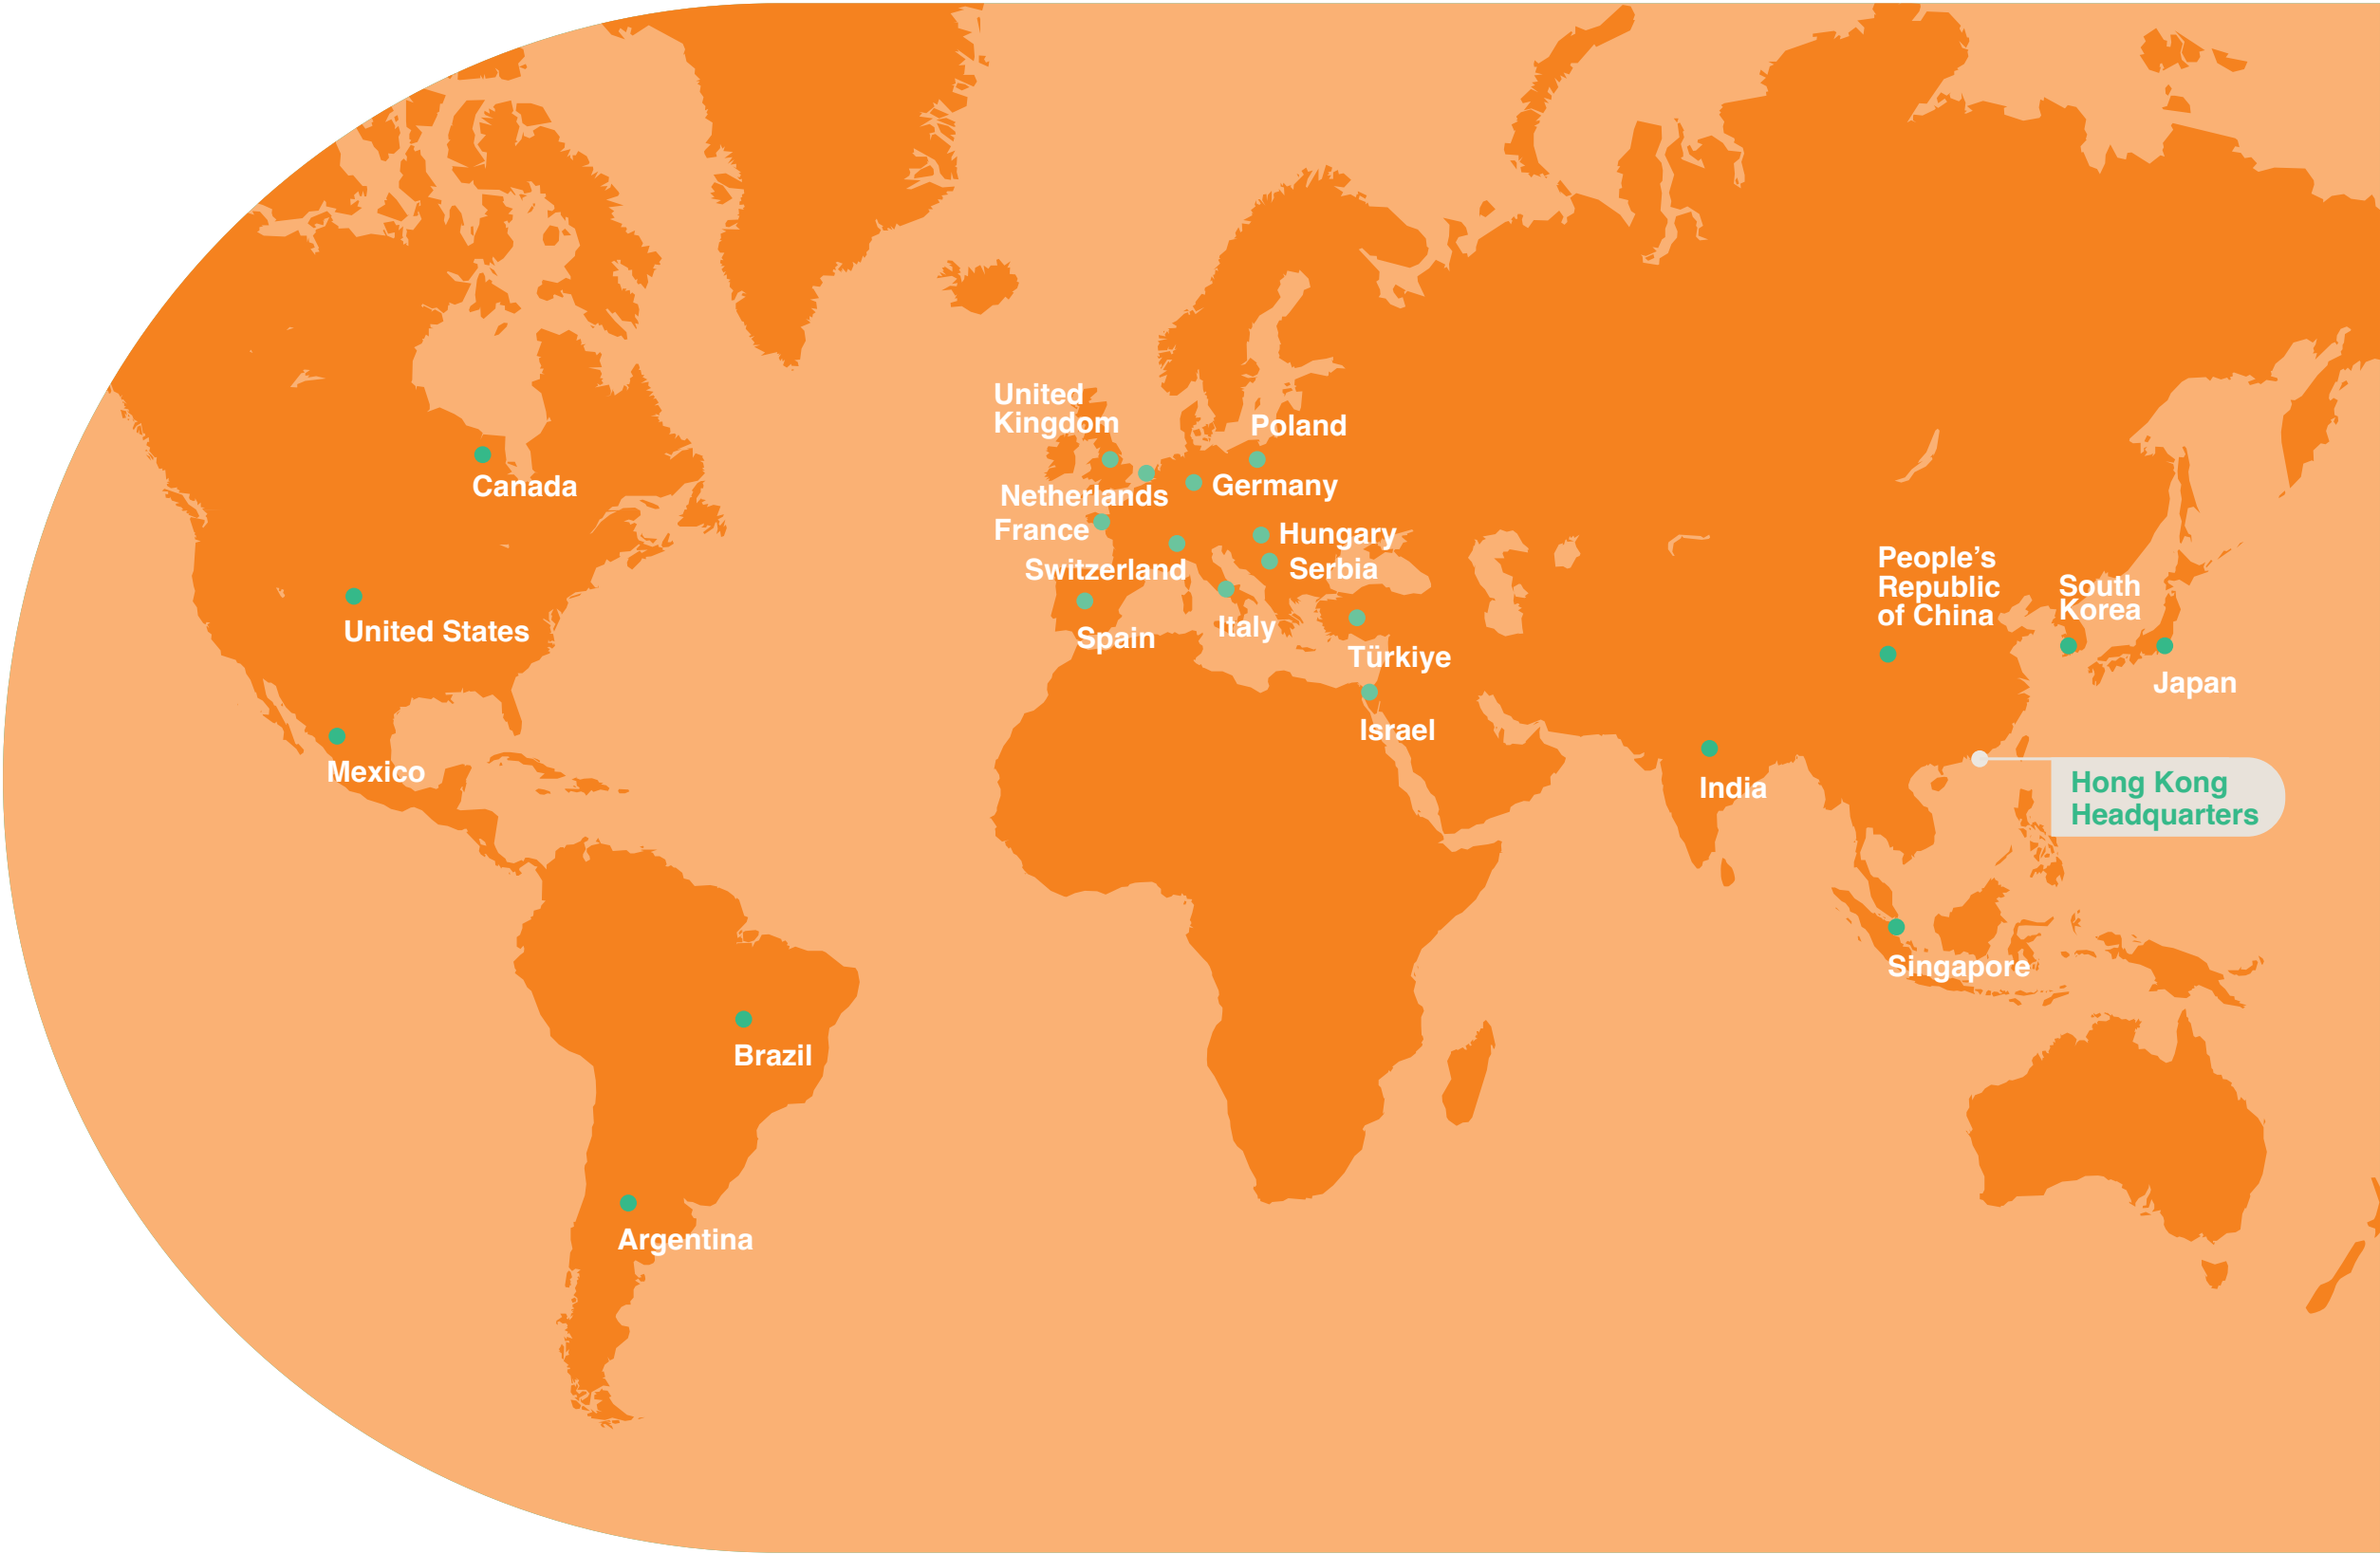 United
Kingdom
Poland
Canada
Netherlands
Germany
France
Hungary
Switzerland
Serbia
People’s
Republic
of China
South
Korea
United States
Spain
Italy
Türkiye
Japan
Israel
Mexico
India
Hong Kong
Headquarters
Singapore
Brazil
Argentina